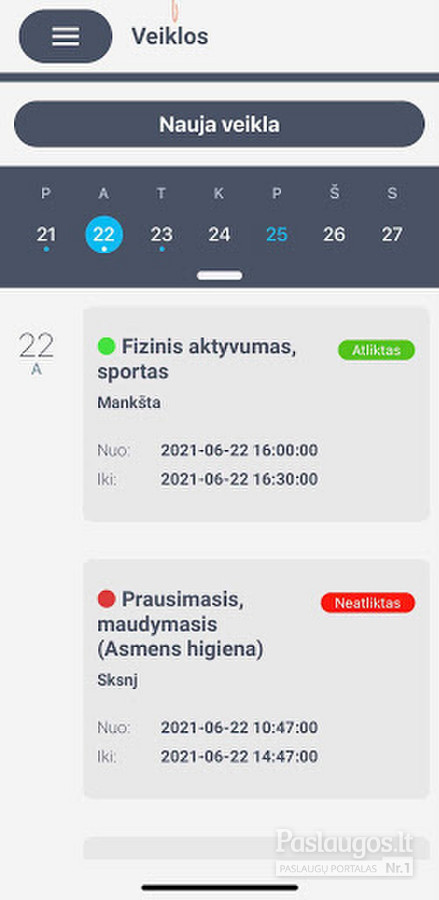 Veiklos
Nauja veikla
P A T K P Š S
21 22 23 24 25 26 27
22
A
Fizinis aktyvumas,
sportas
Atliktas
Mankšta
Nuo: 2021-06-22 16:00:00
Iki: 2021-06-22 16:30:00
Prausimasis,
maudymasis
(Asmens higiena)
Neatliktas
Sksnj
Nuo: 2021-06-22 10:47:00
Iki: 2021-06-22 14:47:00
Paslaugos.lt
PASLAUGŲ PORTALAS Nr.1